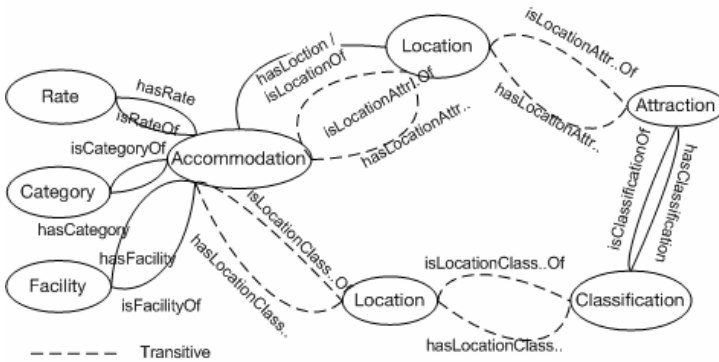 hasLoction /
isLocationOf
Location
isLocationAttr..Of
hasLocationAttr..
Attraction
Rate
hasRate
isRateOf
isCategoryOf
Accommodation
isLocationAttrl.Of
hasLocationAttr..
Category
hasCategory
hasFacility
Facility
isFacilityOf
isLocationClass..Of
hasLocationClass..
Location
isLocationClass..Of
hasLocationClass..
isClassificationOf
hasClassification
Classification
Transitive